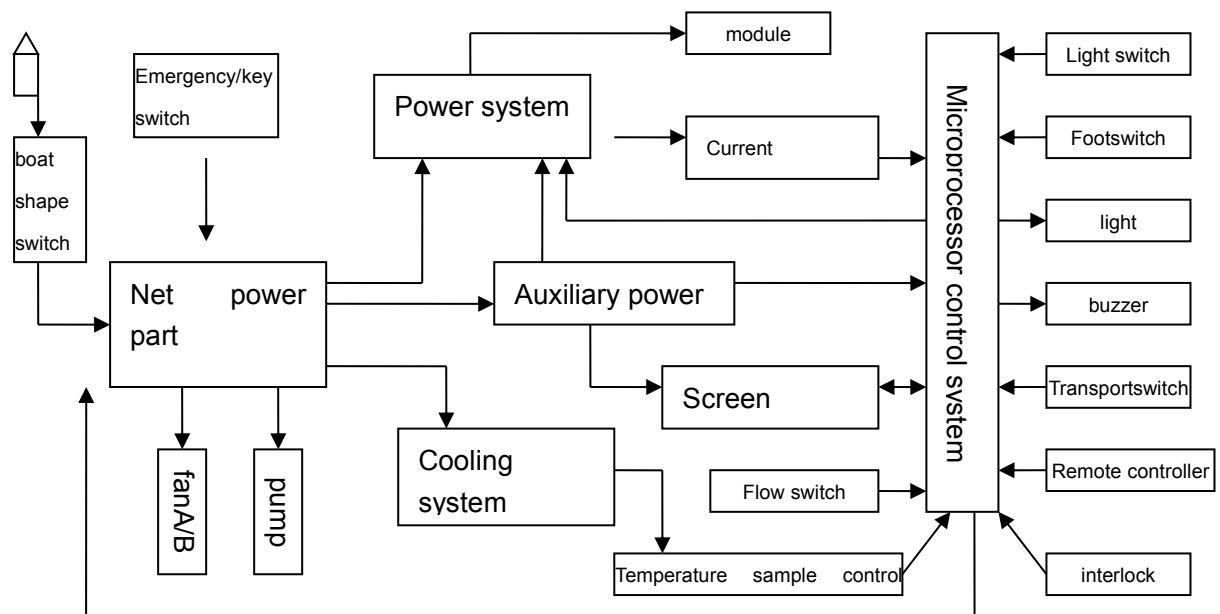 module
Light switch
Emergency/key
switch
Power system
Footswitch
Current
boat
shape
switch
light
Net power
part
Auxiliary power
buzzer
Screen
Transportswitch
Cooling
system
Flow switch
Remote controller
fanA/B
pump
Temperature sample control
interlock
Microprocessor control system